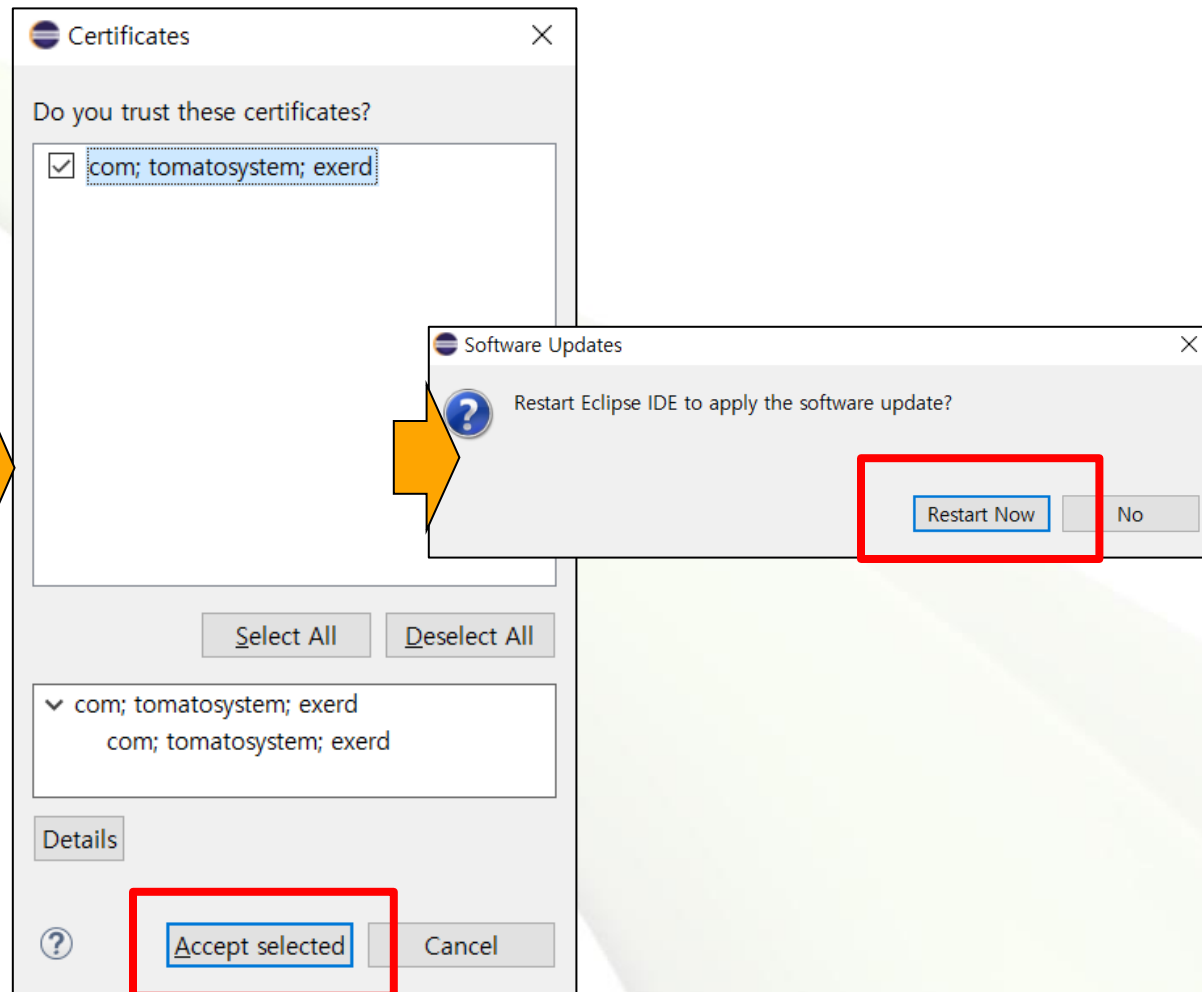 Certificates
Do you trust these certificates?
com; tomatosystem; exerd
Select All
Deselect All
com; tomatosystem; exerd
com; tomatosystem; exerd
Details
Accept selected
Cancel
Software Updates
Restart Eclipse IDE to apply the software update?
Restart Now
No